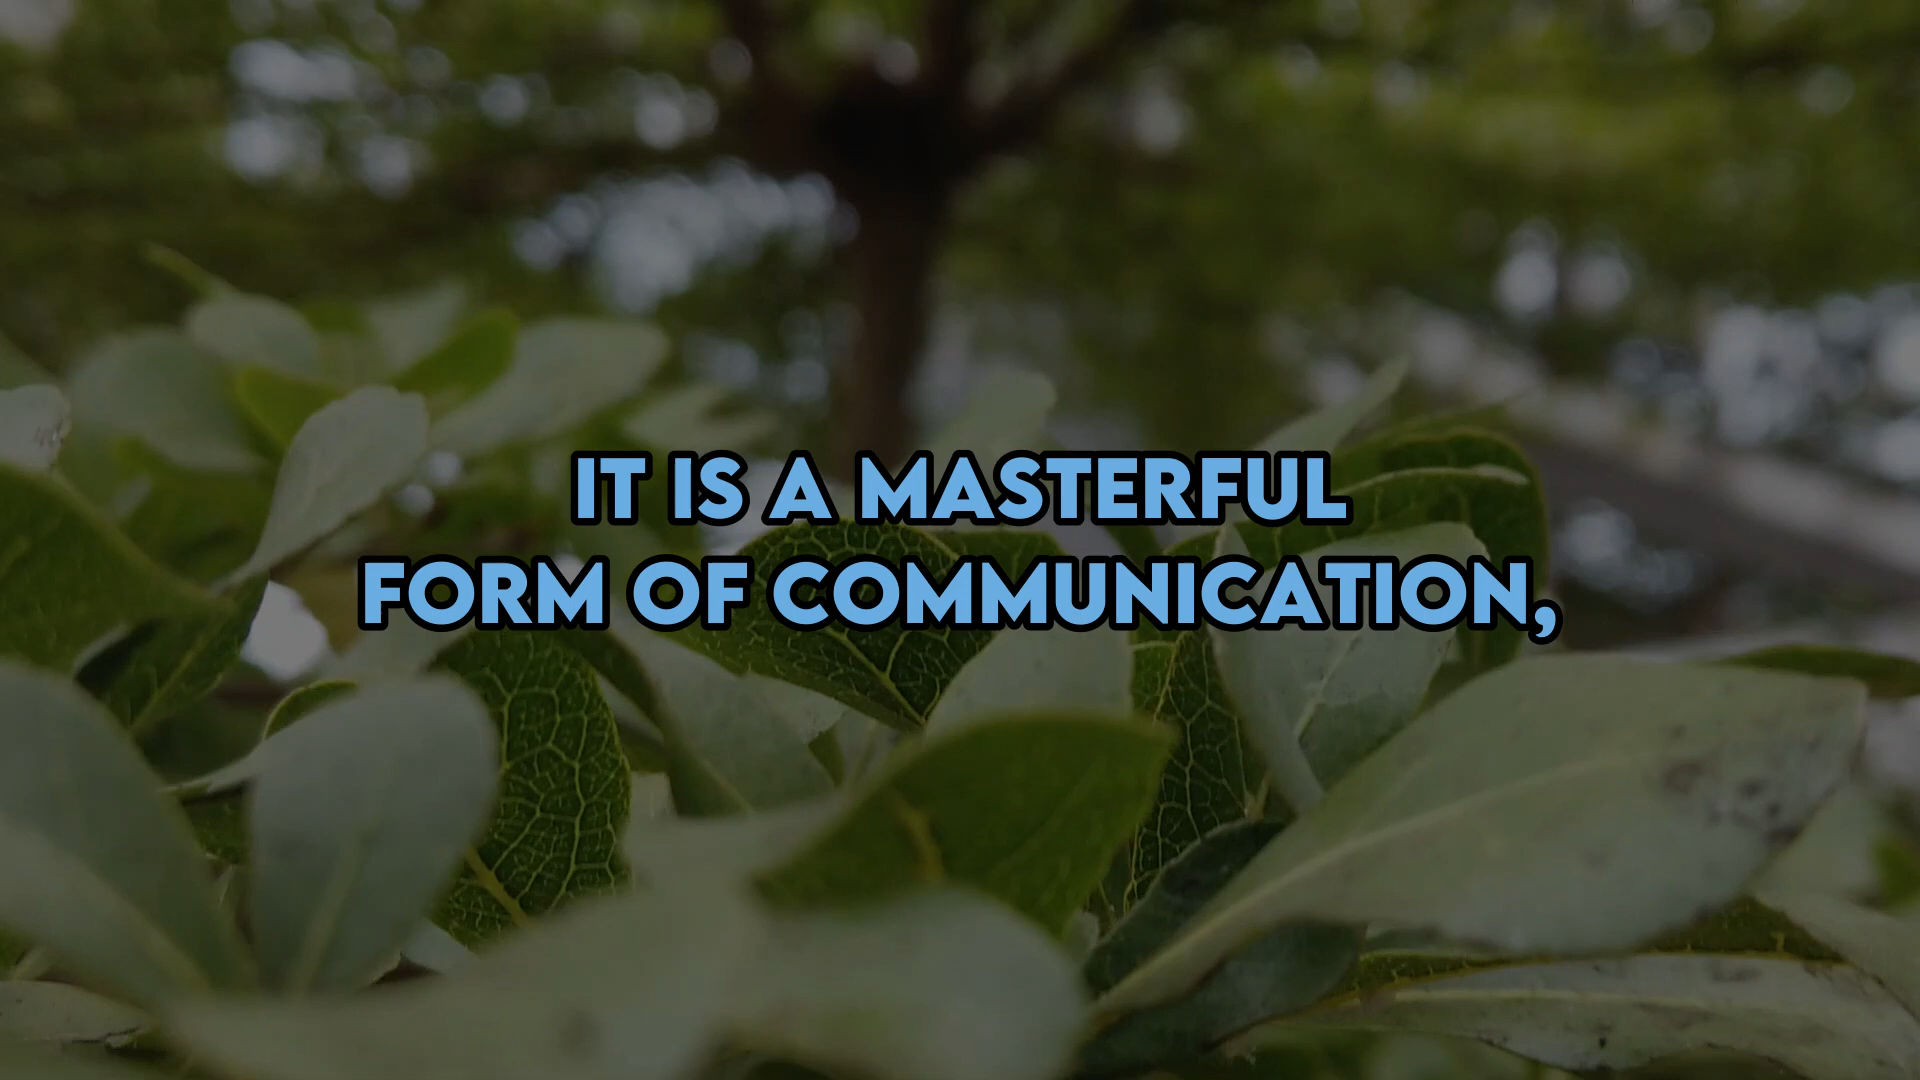 IT IS A MASTERFUL
FORM OF COMMUNICATION,